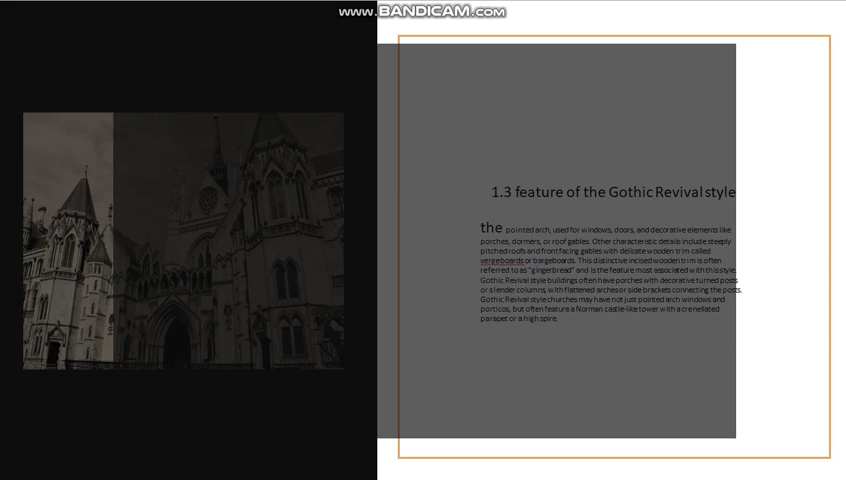 www.BANDICAM.com
1.3 feature of the Gothic Revival style
the pointed arch, used for windows, doors, and decorative elements like
porches, dormers, or roof gables. Other characteristic details include steeply
pitched roofs and front facing gables with delicate wooden trim called
vergeboards or bargeboards. This distinctive incised wooden trim is often
referred to as "gingerbread" and is the feature most associated with this style.
Gothic Revival style buildings often have porches with decorative turned posts
or slender columns, with flattened arches or side brackets connecting the posts.
Gothic Revival style churches may have not just pointed arch windows and
porticos, but often feature a Norman castle-like tower with a crenellated
parapet or a high spire.